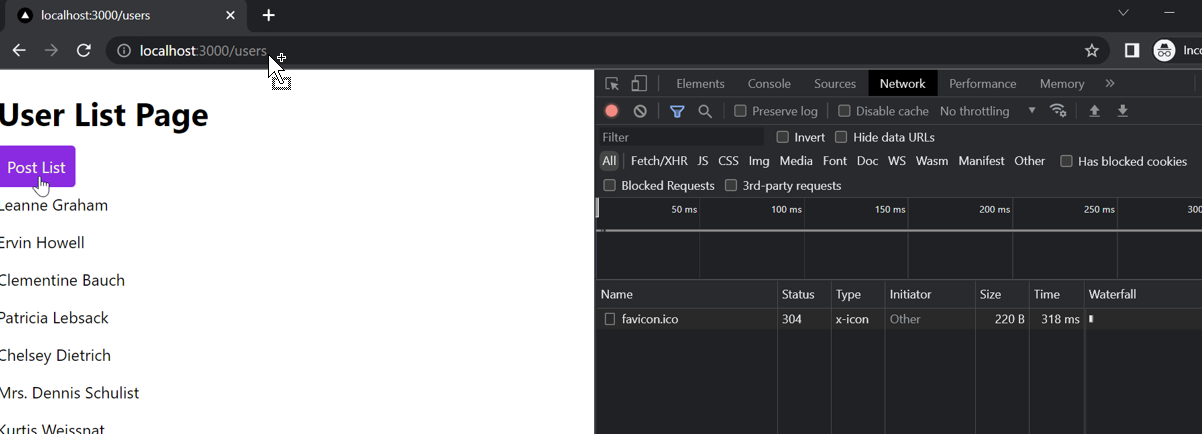 localhost:3000/users
localhost:3000/users
Inco
User List Page
Post List
Leanne Graham
Ervin Howell
Clementine Bauch
Patricia Lebsack
Chelsey Dietrich
Mrs. Dennis Schulist
Kurtis Weissnat
Elements Console Sources Network Performance Memory
Preserve log Disable cache No throttling
Filter Invert Hide data URLs
All Fetch/XHR JS CSS Img Media Font Doc WS Wasm Manifest Other Has blocked cookies
Blocked Requests 3rd-party requests
50 ms 100 ms 150 ms 200 ms 250 ms 300
Name Status Type Initiator Size Time Waterfall
favicon.ico 304 x-icon Other 220 B 318 ms